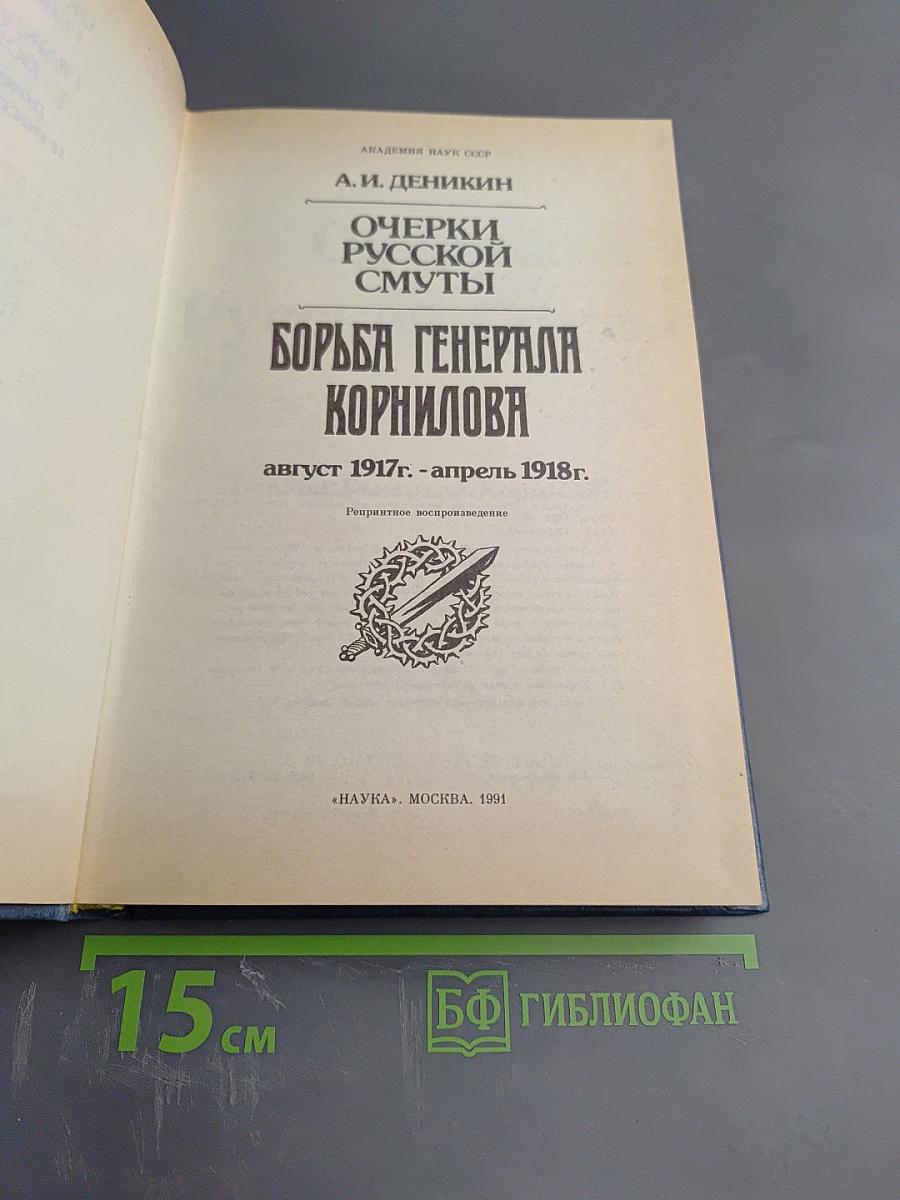 АКАДЕМИЯ НАУК СССР
А. И. ДЕНИКИН
ОЧЕРКИ
РУССКОЙ
СМУТЫ
БОРЬБА ГЕНЕРАЛА
КОРНИЛОВА
август 1917г. - апрель 1918г.
Репринтное воспроизведение
«НАУКА». МОСКВА. 1991
15 см
БФ ГИБЛИОФАН